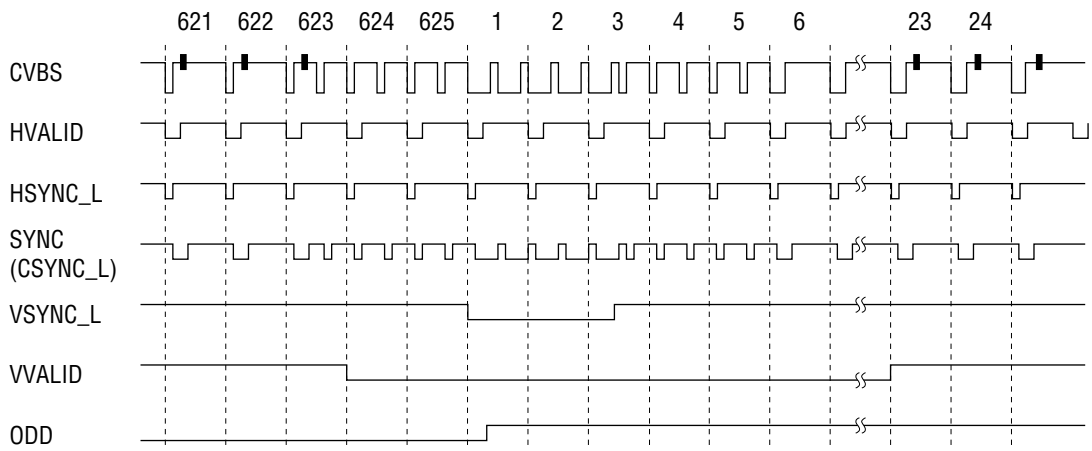 621 622 623 624 625 1 2 3 4 5 6 23 24
CVBS
HVALID
HSYNC_L
SYNC
(CSYNC_L)
VSYNC_L
VVALID
ODD